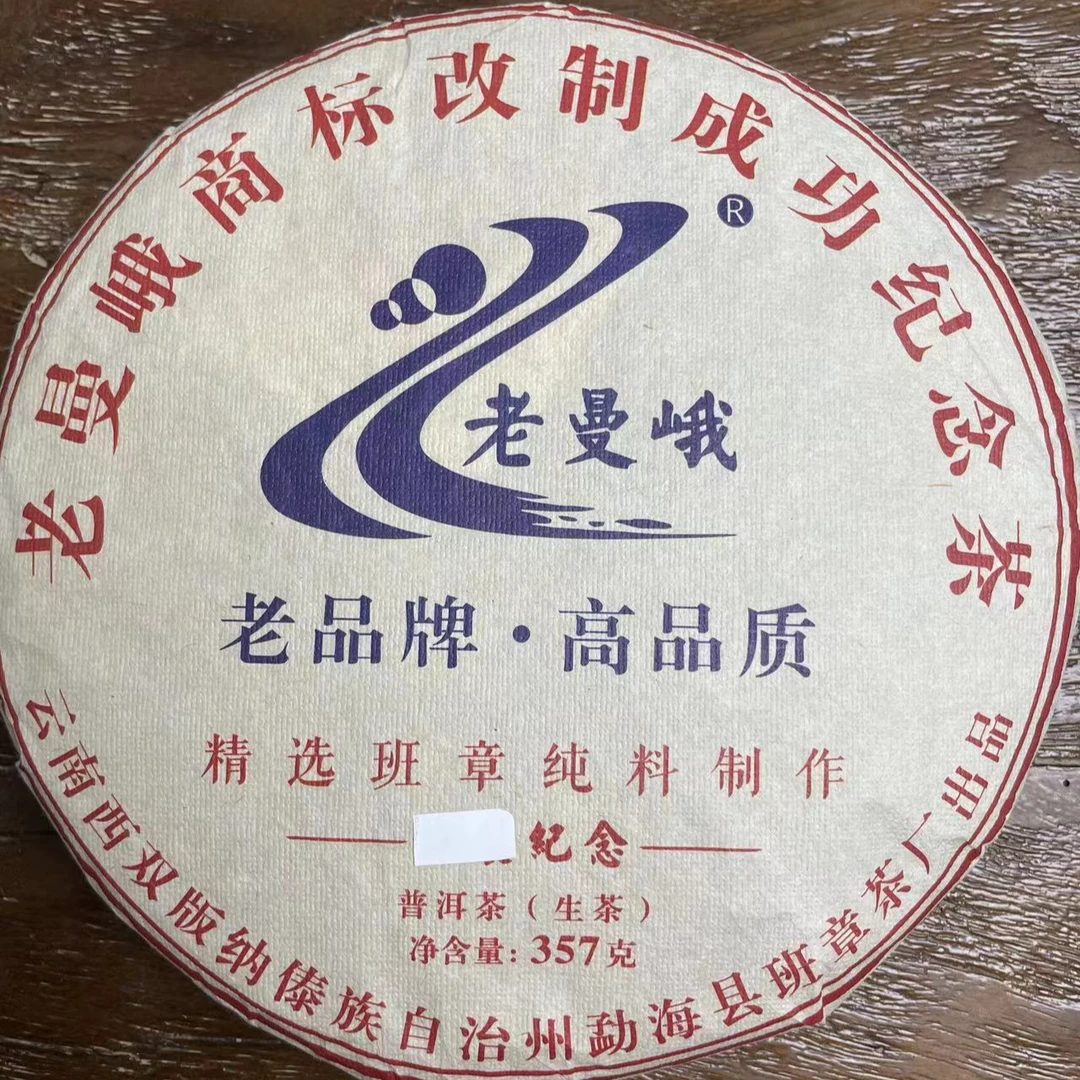 老曼峨商标改制成功纪念茶
®
老曼峨
老品牌·高品质
精选班章纯料制作
紀念
普洱茶(生茶)
净含量:357克
云南西双版纳傣族自治州勐海县班章茶厂出品